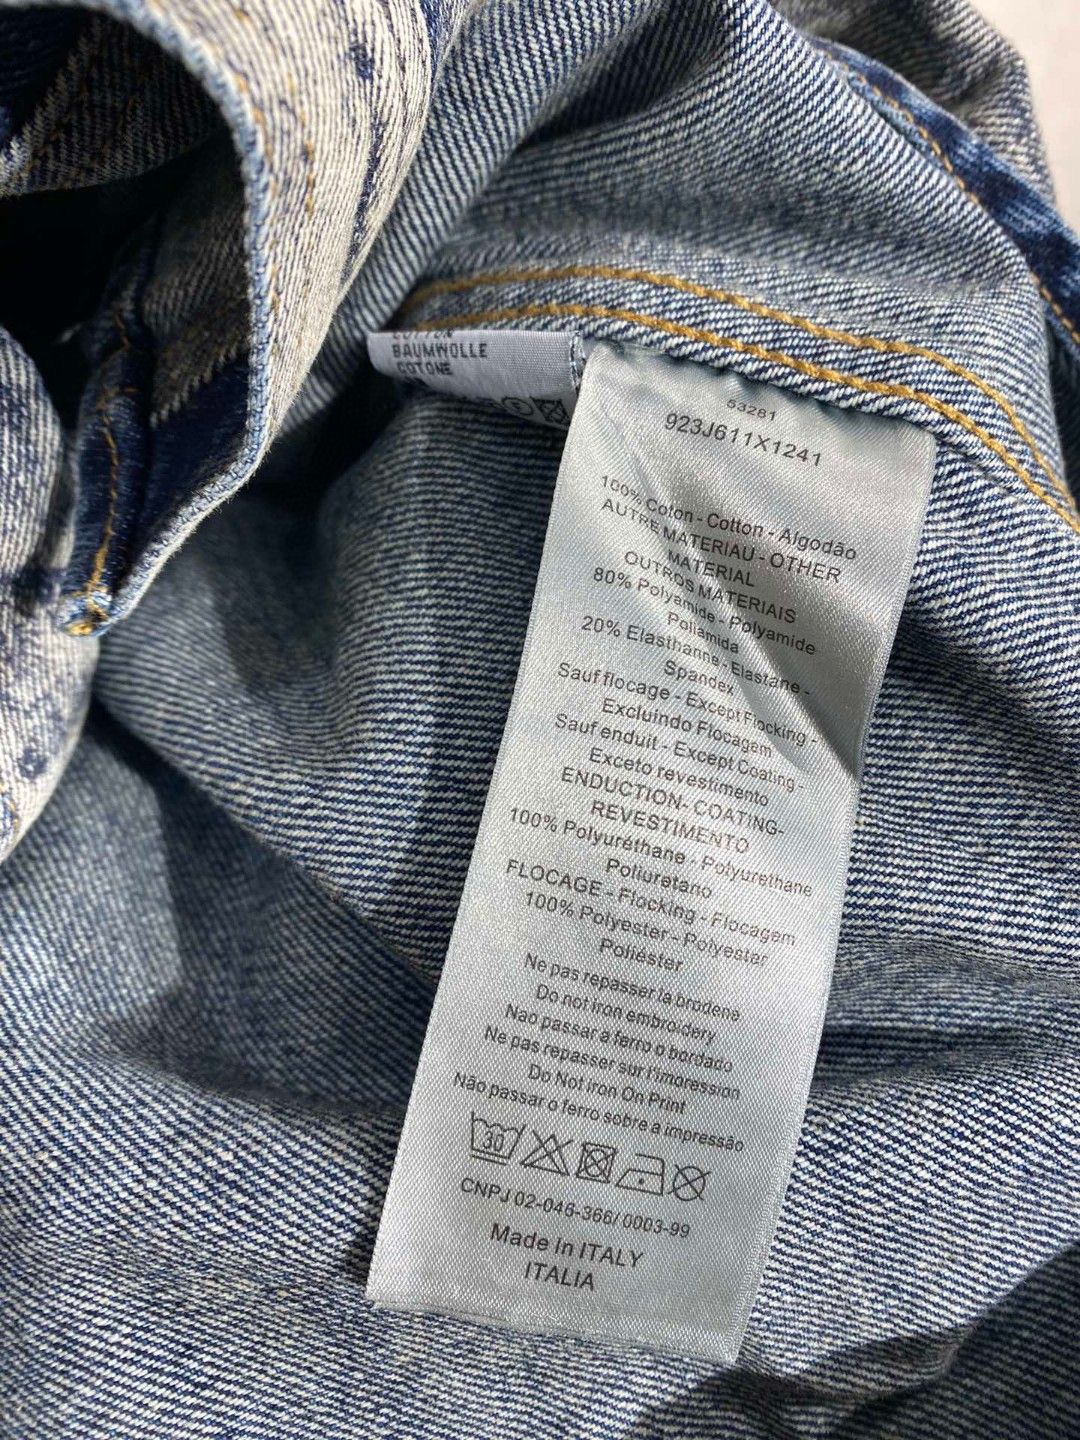 BAUMWOLLE
COTONE
53281
923J611X1241
100% Coton - Cotton - Algodão
AUTRE MATERIAU - OTHER
MATERIAL
OUTROS MATERIAIS
80% Polyamide - Polyamide
Poliamida
20% Elasthanne - Elastane -
Spandex
Sauf flocage - Except Flocking -
Excluindo Flocagem
Sauf enduit - Except Coating -
Exceto revestimento
ENDUCTION- COATING-
REVESTIMENTO
100% Polyuréthane - Polyurethane
Poliuretano
FLOCAGE - Flocking - Flocagem
100% Polyester - Polyester
Poliéster
Ne pas repasser la brodene
Do not iron embroidery
Nao passar a ferro o bordado
Ne pas repasser sur l'imoression
Do Not iron On Print
Não passar o ferro sobre a impressão
30
CNPJ 02-046-366/ 0003-99
Made In ITALY
ITALIA